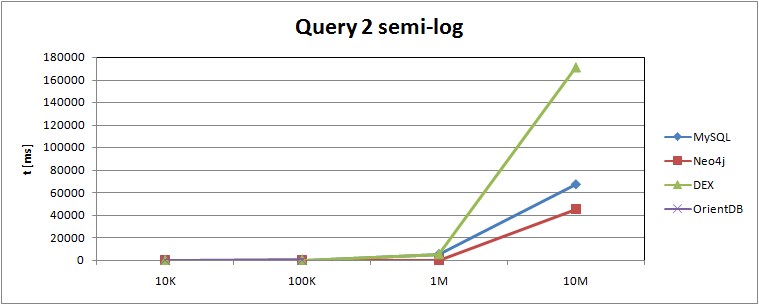 Query 2 semi-log
180000
160000
140000
120000
100000
80000
60000
40000
20000
0
t [ms]
10K 100K 1M 10M
MySQL
Neo4j
DEX
OrientDB